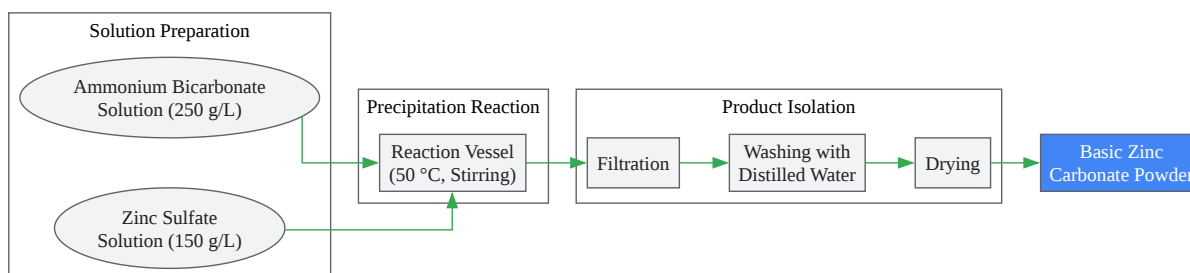 Solution Preparation
Ammonium Bicarbonate
Solution (250 g/L)
Zinc Sulfate
Solution (150 g/L)
Precipitation Reaction
Reaction Vessel
(50 °C, Stirring)
Product Isolation
Filtration
Washing with
Distilled Water
Drying
Basic Zinc
Carbonate Powder